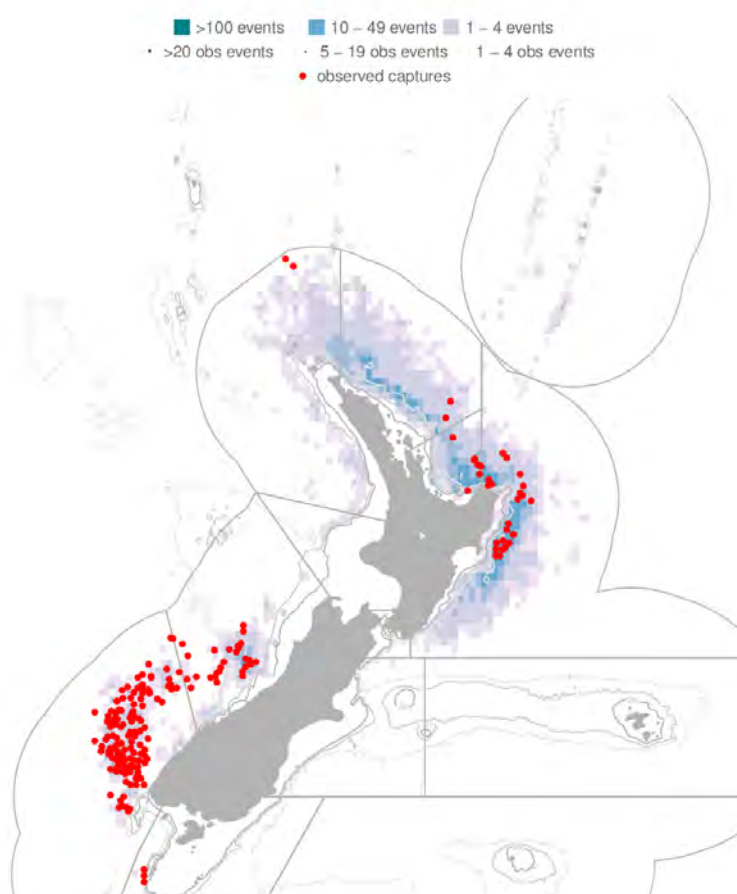 >100 events 10 – 49 events 1 – 4 events
>20 obs events 5 – 19 obs events 1 – 4 obs events
observed captures